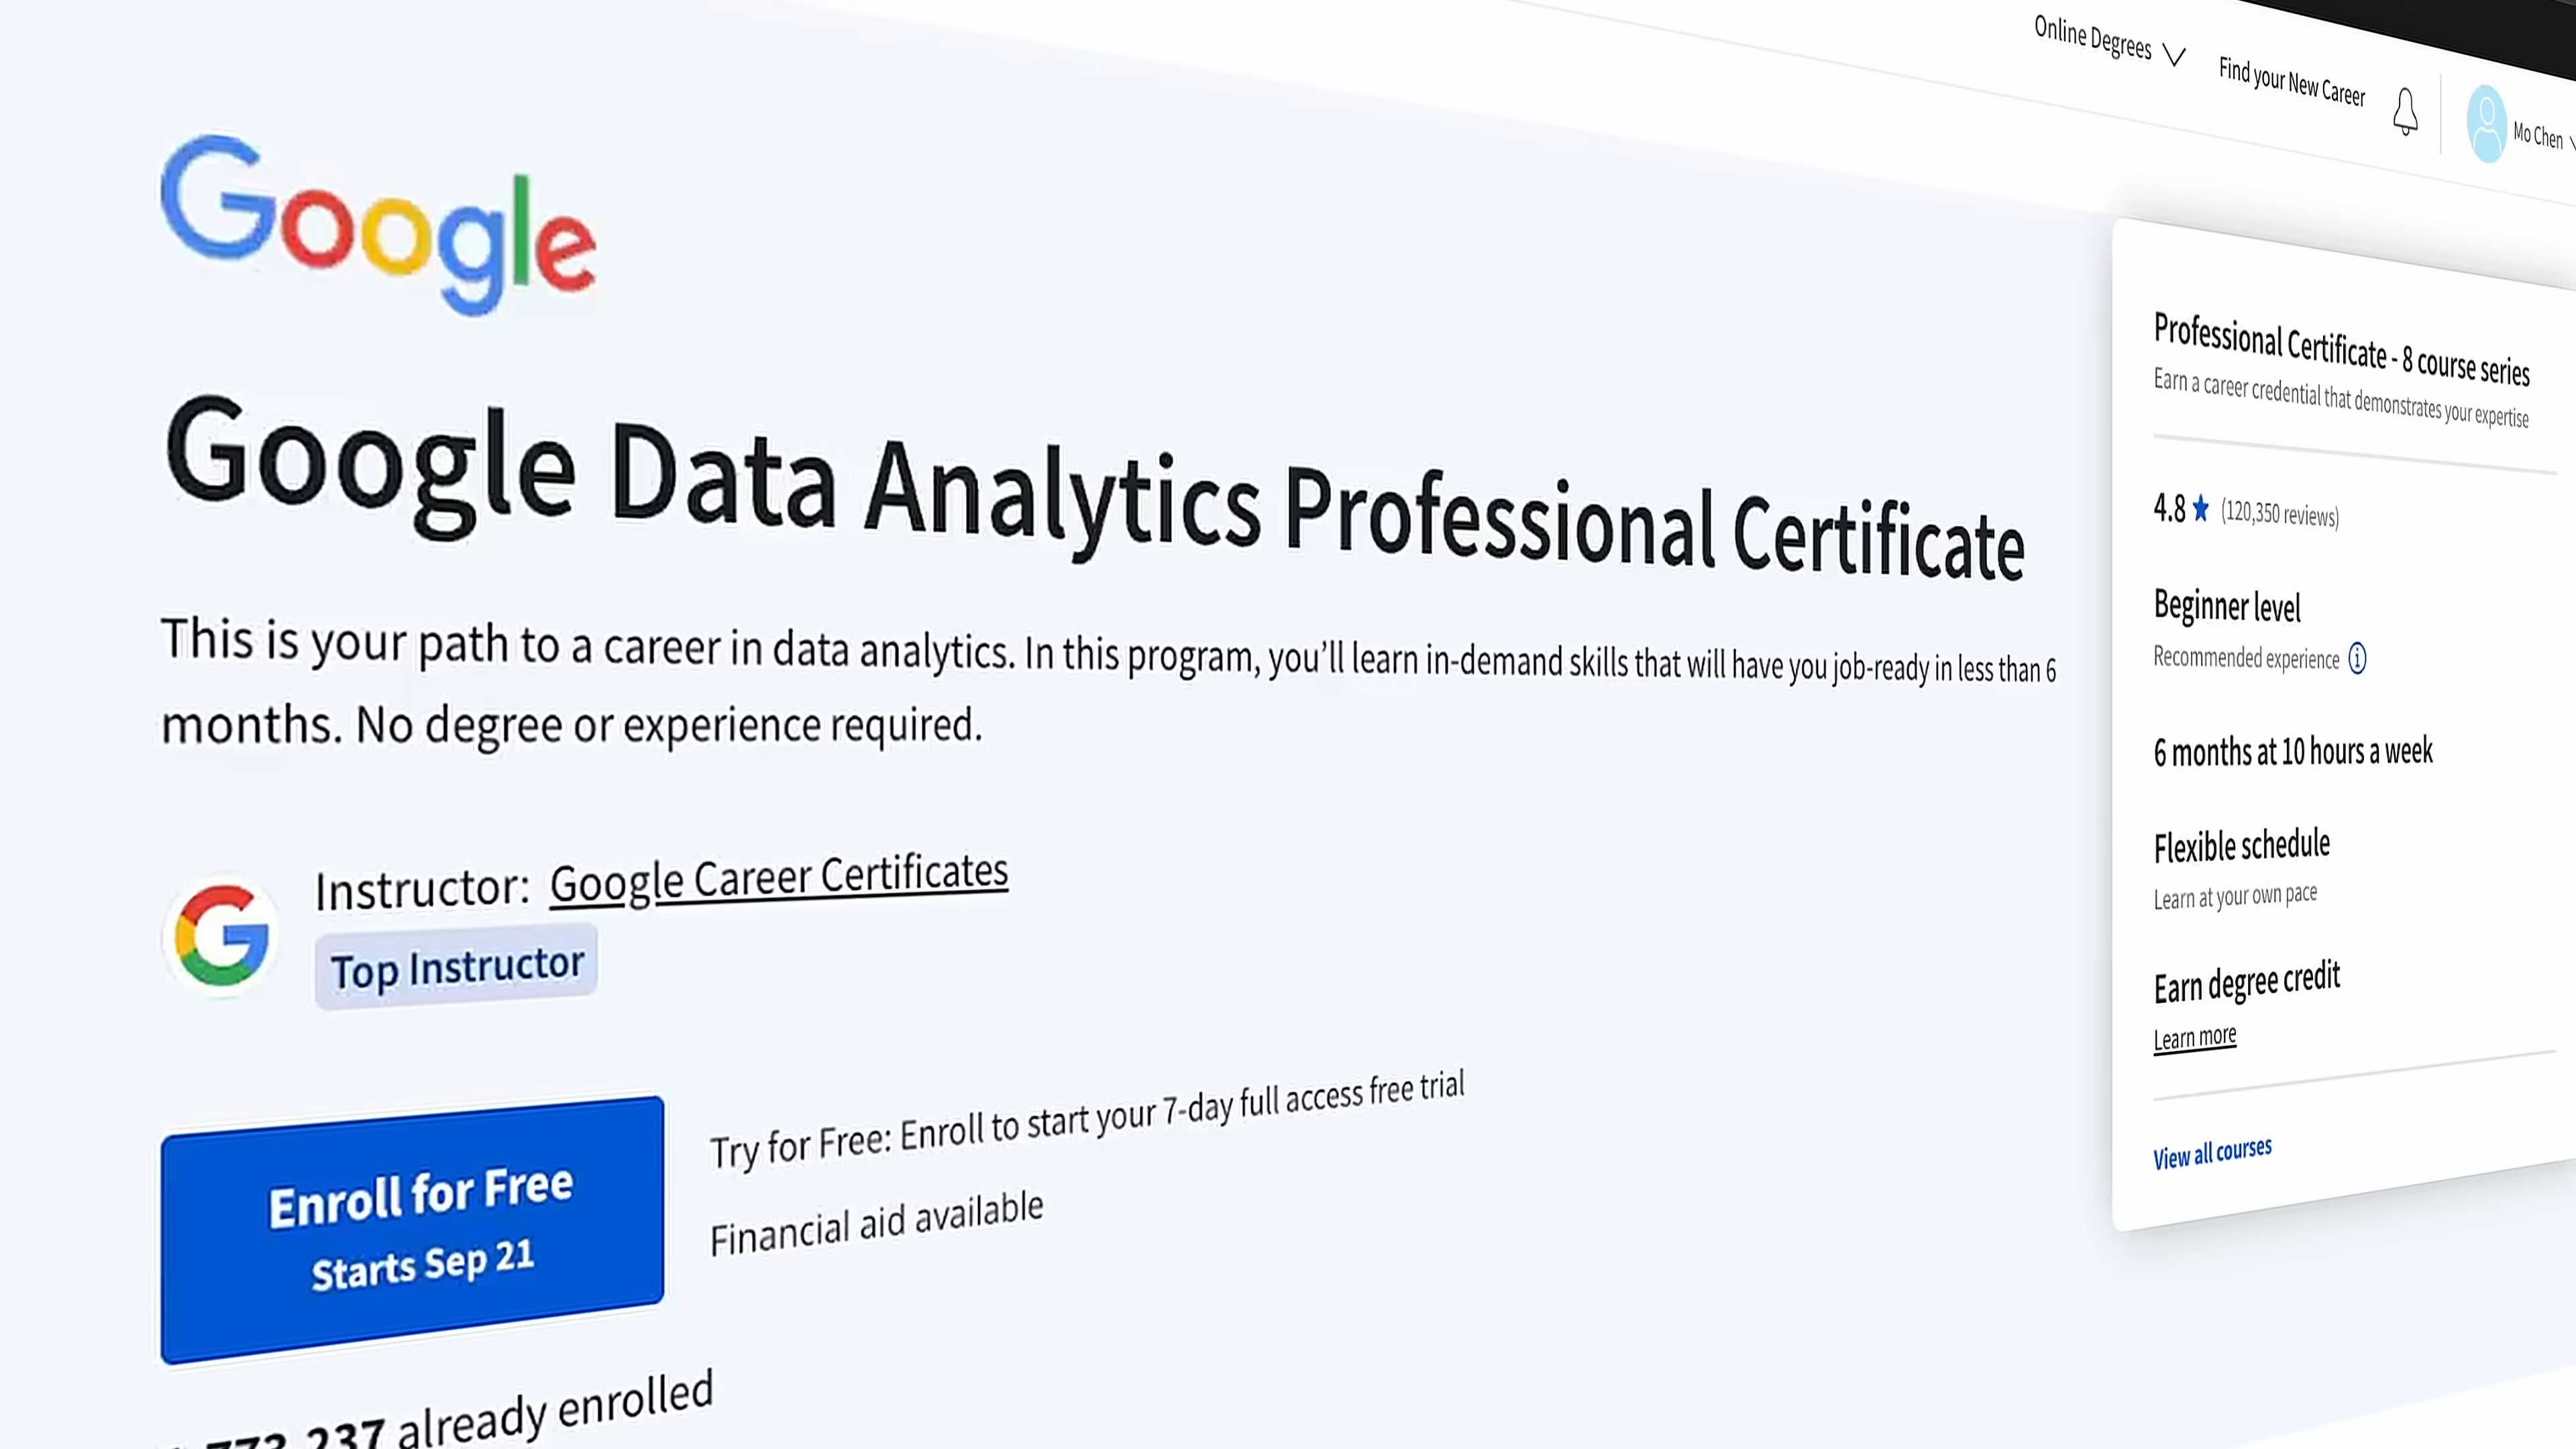 Online Degrees
Find your New Career
Mo Chen
Google
Google Data Analytics Professional Certificate
This is your path to a career in data analytics. In this program, you’ll learn in-demand skills that will have you job-ready in less than 6
months. No degree or experience required.
Instructor: Google Career Certificates
Top Instructor
Enroll for Free
Starts Sep 21
Try for Free: Enroll to start your 7-day full access free trial
Financial aid available
already enrolled
Professional Certificate - 8 course series
Earn a career credential that demonstrates your expertise
4.8 ★ (120,350 reviews)
Beginner level
Recommended experience
6 months at 10 hours a week
Flexible schedule
Learn at your own pace
Earn degree credit
Learn more
View all courses